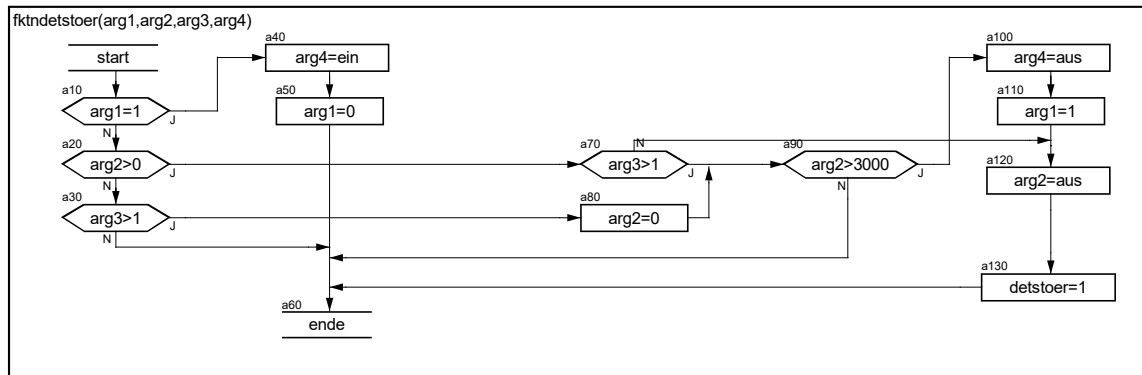 fktndetstoer(arg1,arg2,arg3,arg4)
start
a10
arg1=1
J
N
a20
arg2>0
J
N
a30
arg3>1
J
N
a40
arg4=ein
a50
arg1=0
a60
ende
a70
arg3>1
N
J
a80
arg2=0
a90
arg2>3000
J
N
a100
arg4=aus
a110
arg1=1
a120
arg2=aus
a130
detstoer=1